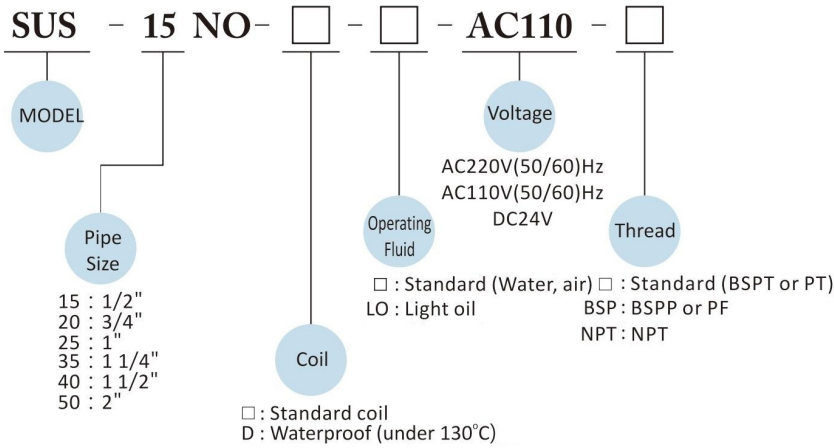 SUS - 15 NO- □ - □ - AC110 - □
MODEL
Voltage
AC220V(50/60)Hz
AC110V(50/60)Hz
DC24V
Operating
Fluid
Thread
Pipe
Size
□ : Standard (Water, air)
LO : Light oil
□ : Standard (BSPT or PT)
BSP : BSPP or PF
NPT : NPT
15 : 1/2"
20 : 3/4"
25 : 1"
35 : 1 1/4"
40 : 1 1/2"
50 : 2"
Coil
□ : Standard coil
D : Waterproof (under 130°C)